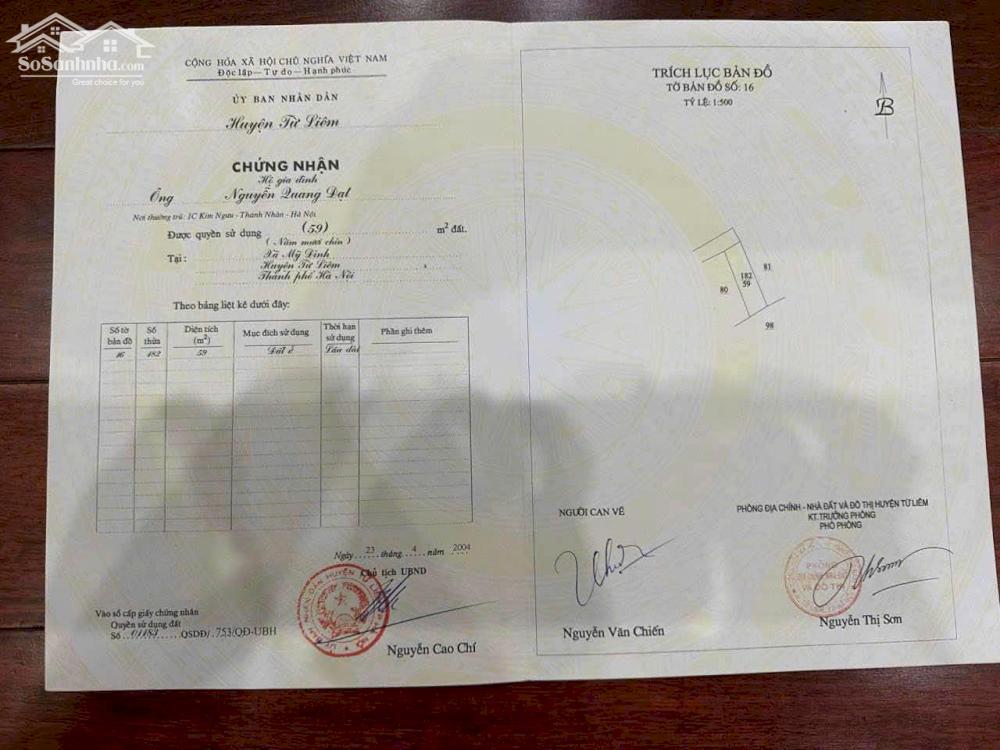 SoSanhnha.com
Great choice for you
CỘNG HÒA XÃ HỘI CHỦ NGHĨA VIỆT NAM
Độc lập – Tự do – Hạnh phúc
ỦY BAN NHÂN DÂN
Huyện Từ Liêm
CHỨNG NHẬN
Hộ gia đình
Ông Nguyễn Quang Đạt
Nơi thường trú: 1C Kim Ngưu - Thanh Nhàn - Hà Nội
Được quyền sử dụng (59) m² đất.
(Năm mươi chín)
Tại: Xã Mỹ Đình
Huyện Từ Liêm
Thành phố Hà Nội
Theo bảng liệt kê dưới đây:
Số tờ bản đồ Số thửa Diện tích (m²) Mục đích sử dụng Thời hạn sử dụng Phần ghi thêm
16 182 59 Đất ở Lâu dài
Ngày 23 tháng 4 năm 2004
Chủ tịch UBND
Vào sổ cấp giấy chứng nhận
Quyền sử dụng đất
Số QSDĐ/ 753/QĐ-UBH
Nguyễn Cao Chí
TRÍCH LỤC BẢN ĐỒ
TỜ BẢN ĐỒ SỐ: 16
TỶ LỆ: 1:500
B
81
182
59
80
98
NGƯỜI CAN VẼ
Nguyễn Văn Chiến
PHÒNG ĐỊA CHÍNH - NHÀ ĐẤT VÀ ĐÔ THỊ HUYỆN TỪ LIÊM
KT.TRƯỞNG PHÒNG
PHÓ PHÒNG
Nguyễn Thị Sơn